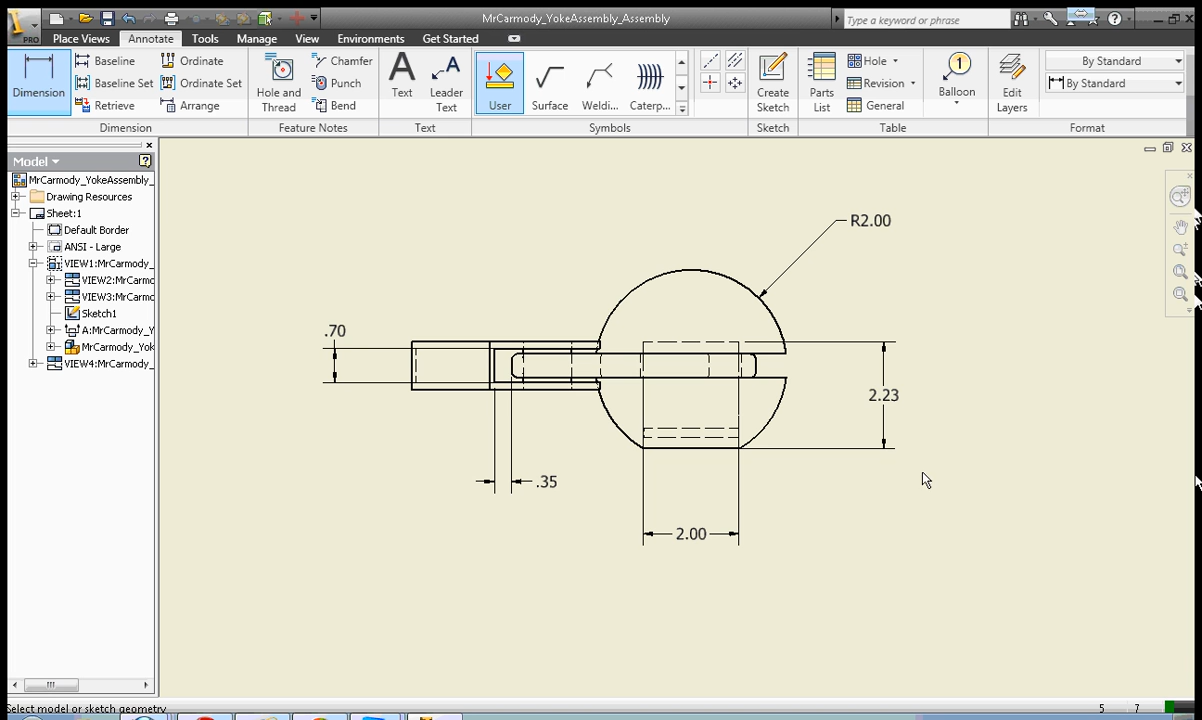 MrCarmody_YokeAssembly_Assembly
Type a keyword or phrase
PRO
Place Views
Annotate
Tools
Manage
View
Environments
Get Started
Dimension
Baseline
Baseline Set
Retrieve
Ordinate
Ordinate Set
Arrange
Hole and
Thread
Chamfer
Punch
Bend
A
Text
A
Leader
Text
User
Surface
Weldi...
Caterp...
Create
Sketch
Parts
List
Hole
Revision
General
1
Balloon
Edit
Layers
By Standard
By Standard
Dimension
Feature Notes
Text
Symbols
Sketch
Table
Format
Model
MrCarmody_YokeAssembly_
Drawing Resources
Sheet:1
Default Border
ANSI - Large
VIEW1:MrCarmody_
VIEW2:MrCarmo
VIEW3:MrCarmo
Sketch1
A:MrCarmody_Y
MrCarmody_Yok
VIEW4:MrCarmody_
R2.00
.70
2.23
.35
2.00
Select model or sketch geometry
5 7